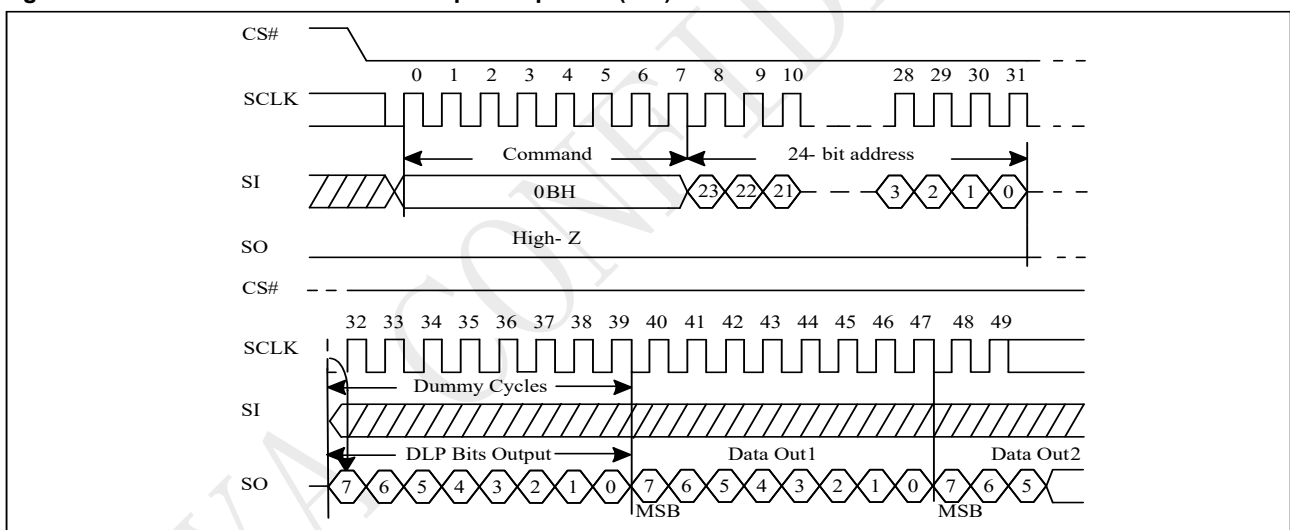 CS#
0 1 2 3 4 5 6 7 8 9 10 28 29 30 31
SCLK
Command 24- bit address
SI 0BH 23 22 21 3 2 1 0
High- Z
SO
CS#
32 33 34 35 36 37 38 39 40 41 42 43 44 45 46 47 48 49
SCLK
Dummy Cycles
SI
DLP Bits Output Data Out1 Data Out2
SO 7 6 5 4 3 2 1 0 7 6 5 4 3 2 1 0 7 6 5
MSB MSB